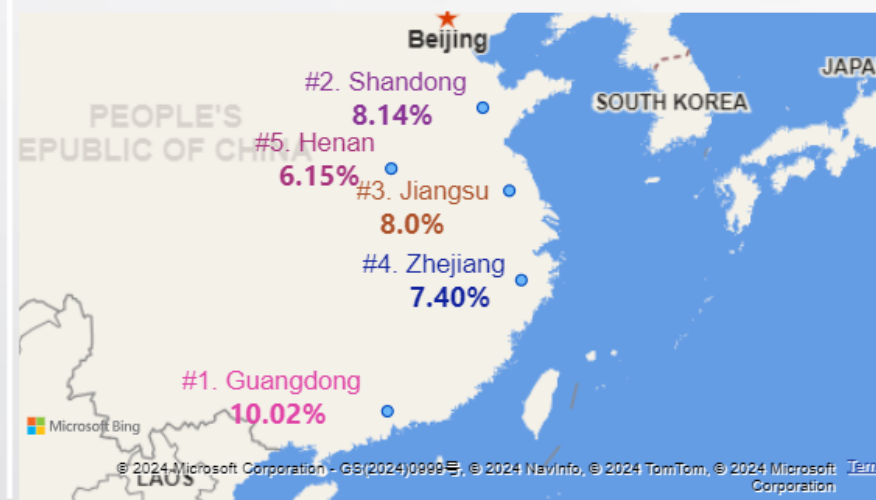 Beijing
#2. Shandong
8.14%
SOUTH KOREA
JAPA
PEOPLE'S
EPUBLIC OF CHINA
#5. Henan
6.15%
#3. Jiangsu
8.0%
#4. Zhejiang
7.40%
#1. Guangdong
10.02%
Microsoft Bing
© 2024 Microsoft Corporation - GS(2024)0999号, © 2024 NavInfo, © 2024 TomTom, © 2024 Microsoft
Corporation
Tern
LAOS